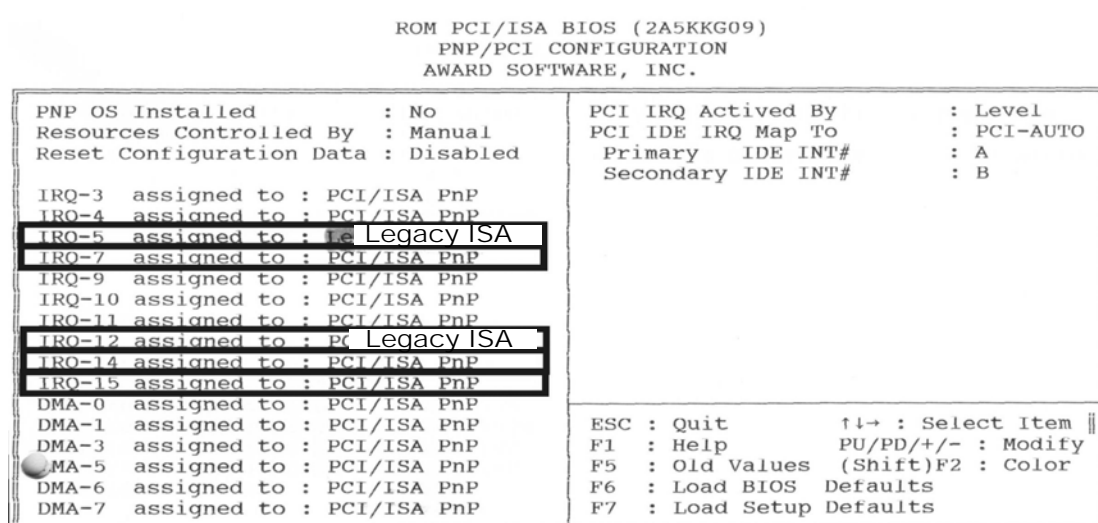 ROM PCI/ISA BIOS (2A5KKG09)
PNP/PCI CONFIGURATION
AWARD SOFTWARE, INC.
PNP OS Installed : No
Resources Controlled By : Manual
Reset Configuration Data : Disabled
IRQ-3 assigned to : PCI/ISA PnP
IRQ-4 assigned to : PCI/ISA PnP
IRQ-5 assigned to : Legacy ISA
IRQ-7 assigned to : PCI/ISA PnP
IRQ-9 assigned to : PCI/ISA PnP
IRQ-10 assigned to : PCI/ISA PnP
IRQ-11 assigned to : PCI/ISA PnP
IRQ-12 assigned to : Legacy ISA
IRQ-14 assigned to : PCI/ISA PnP
IRQ-15 assigned to : PCI/ISA PnP
DMA-0 assigned to : PCI/ISA PnP
DMA-1 assigned to : PCI/ISA PnP
DMA-3 assigned to : PCI/ISA PnP
MA-5 assigned to : PCI/ISA PnP
DMA-6 assigned to : PCI/ISA PnP
DMA-7 assigned to : PCI/ISA PnP
PCI IRQ Actived By : Level
PCI IDE IRQ Map To : PCI-AUTO
Primary IDE INT# : A
Secondary IDE INT# : B
ESC : Quit ↑↓→ : Select Item
F1 : Help PU/PD/+/- : Modify
F5 : Old Values (Shift)F2 : Color
F6 : Load BIOS Defaults
F7 : Load Setup Defaults